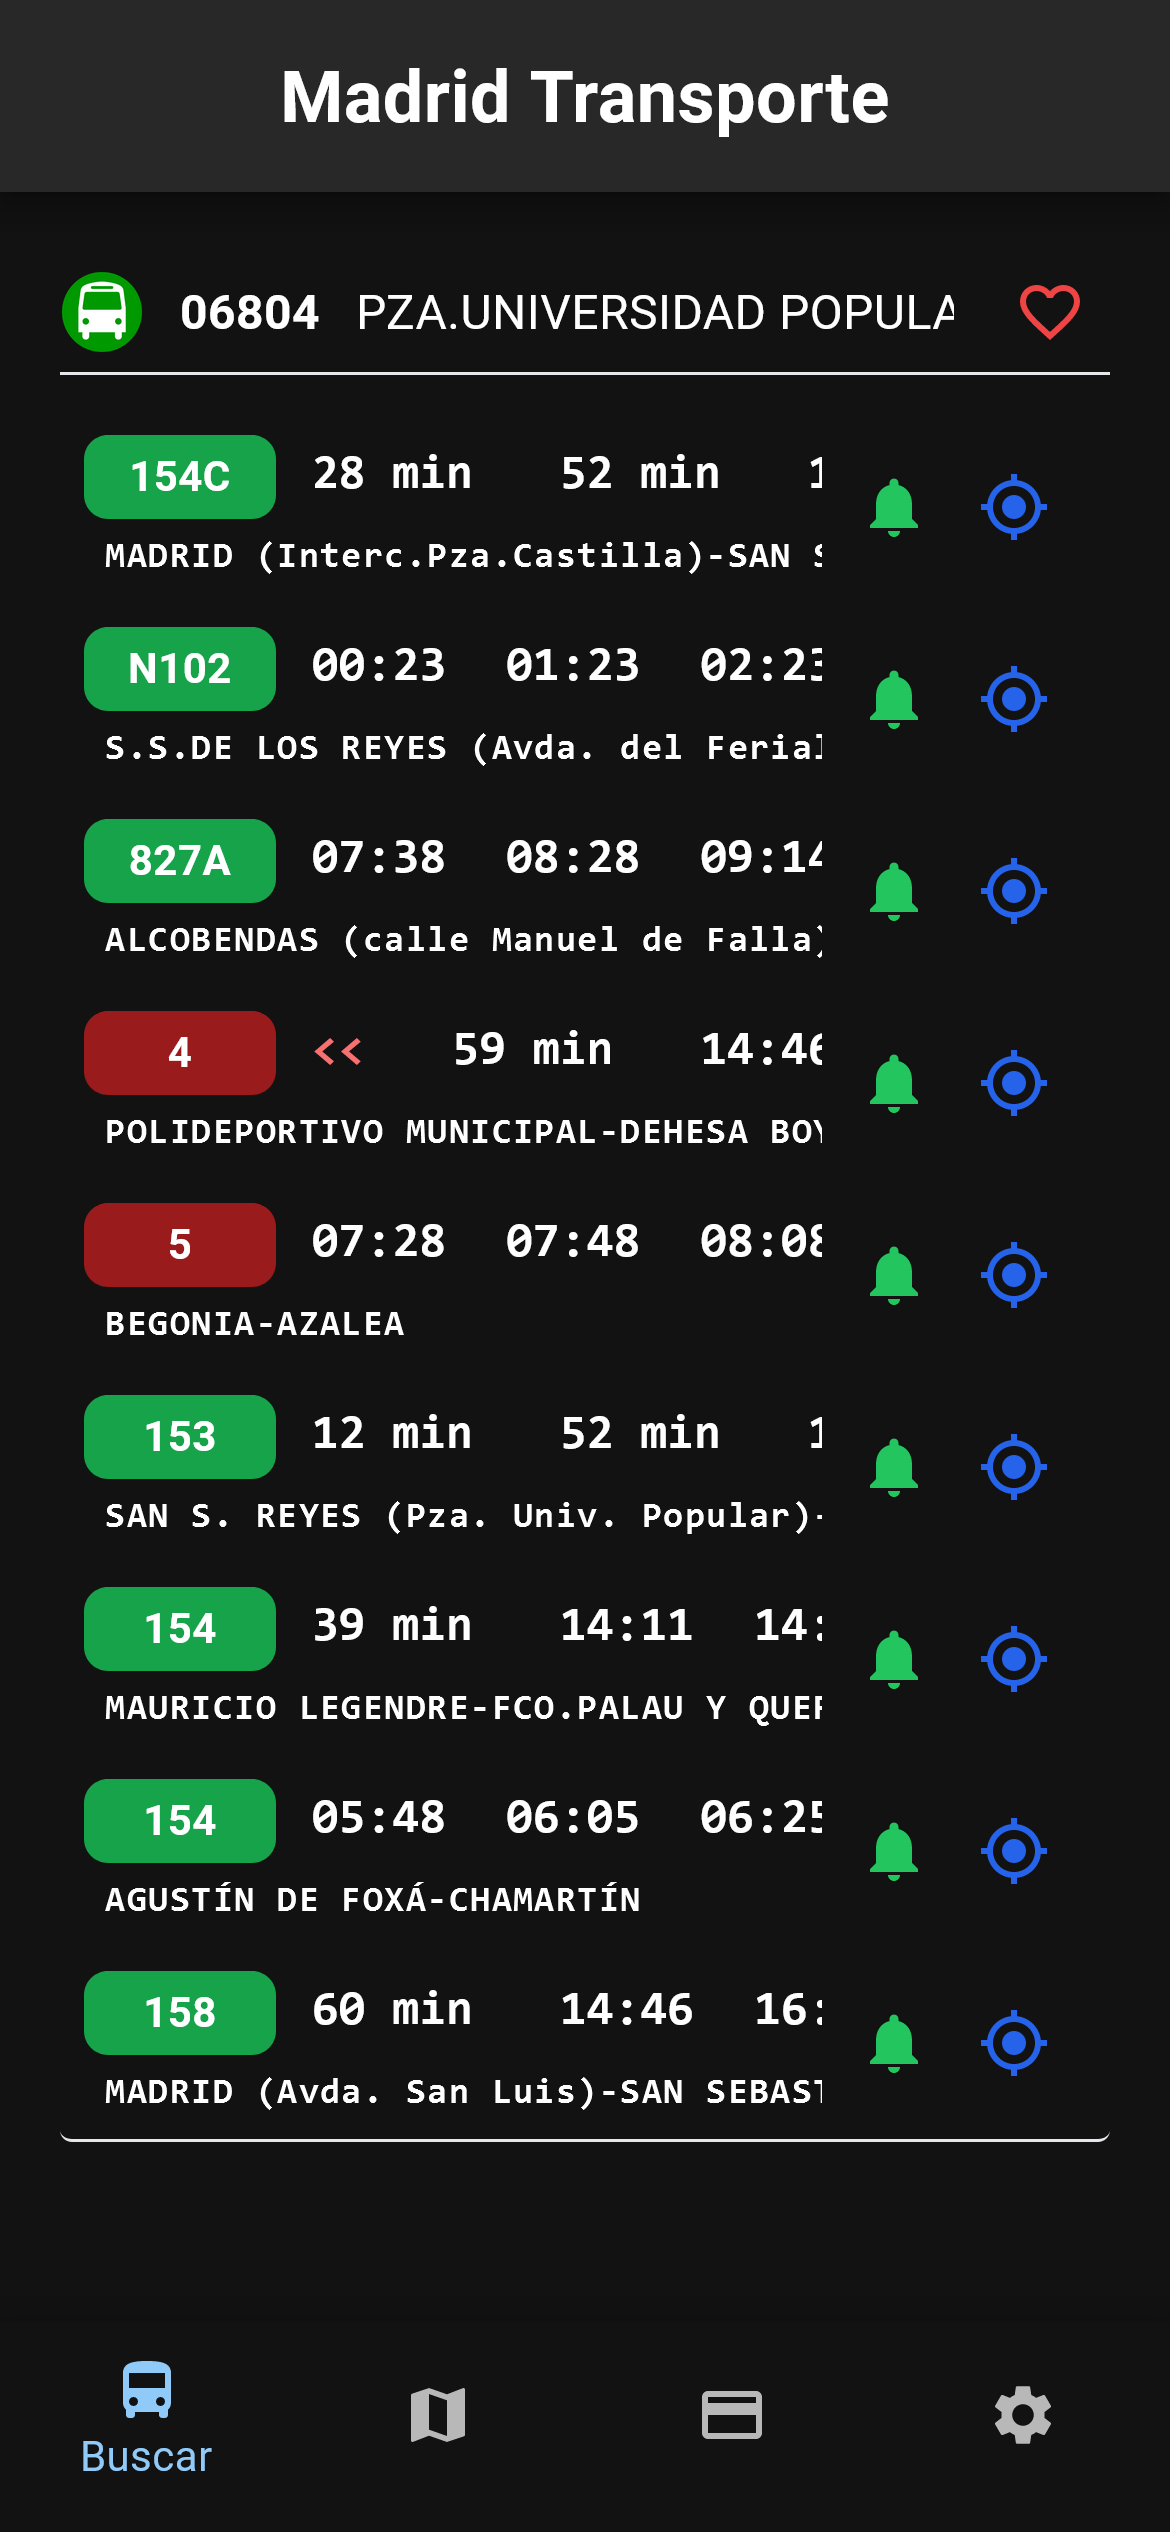 Madrid Transporte
06804 PZA.UNIVERSIDAD POPULA
154C 28 min 52 min 1
MADRID (Interc.Pza.Castilla)-SAN S
N102 00:23 01:23 02:23
S.S.DE LOS REYES (Avda. del Ferial
827A 07:38 08:28 09:14
ALCOBENDAS (calle Manuel de Falla)
4 << 59 min 14:46
POLIDEPORTIVO MUNICIPAL-DEHESA BOY
5 07:28 07:48 08:08
BEGONIA-AZALEA
153 12 min 52 min 1
SAN S. REYES (Pza. Univ. Popular)-
154 39 min 14:11 14:
MAURICIO LEGENDRE-FCO.PALAU Y QUER
154 05:48 06:05 06:25
AGUSTÍN DE FOXÁ-CHAMARTÍN
158 60 min 14:46 16:
MADRID (Avda. San Luis)-SAN SEBAST
Buscar